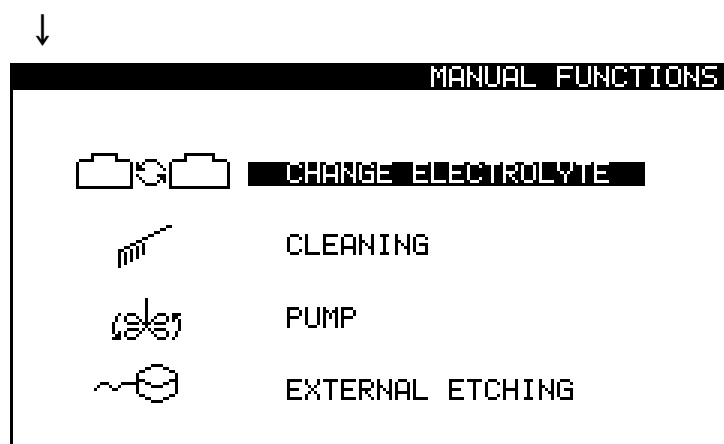 ↓
MANUAL FUNCTIONS
CHANGE ELECTROLYTE
CLEANING
PUMP
EXTERNAL ETCHING